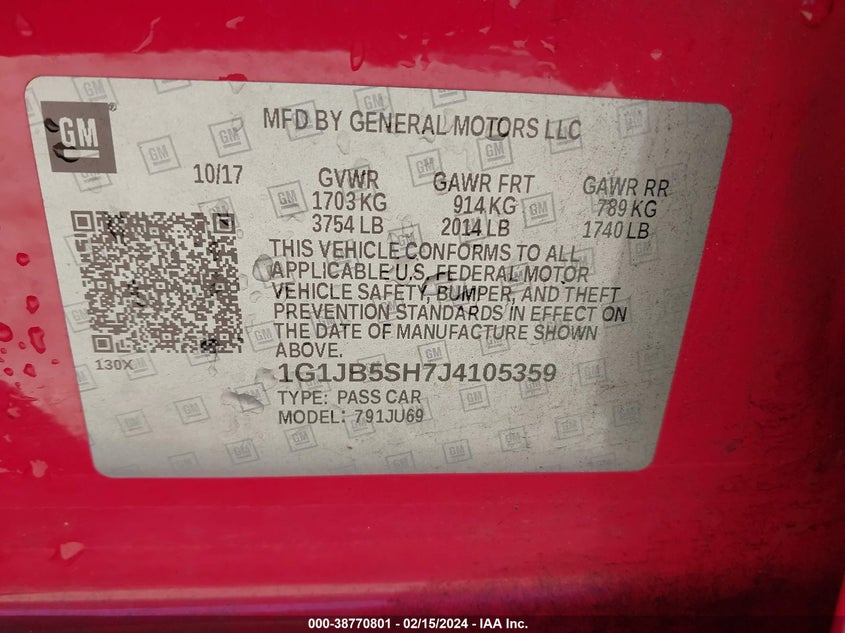 GM
MFD BY GENERAL MOTORS LLC
10/17
GVWR GAWR FRT GAWR RR
1703 KG 914 KG 789 KG
3754 LB 2014 LB 1740 LB
THIS VEHICLE CONFORMS TO ALL
APPLICABLE U.S. FEDERAL MOTOR
VEHICLE SAFETY, BUMPER, AND THEFT
PREVENTION STANDARDS IN EFFECT ON
THE DATE OF MANUFACTURE SHOWN
ABOVE.
130X
1G1JB5SH7J4105359
TYPE: PASS CAR
MODEL: 791JU69
000-38770801 - 02/15/2024 - IAA Inc.